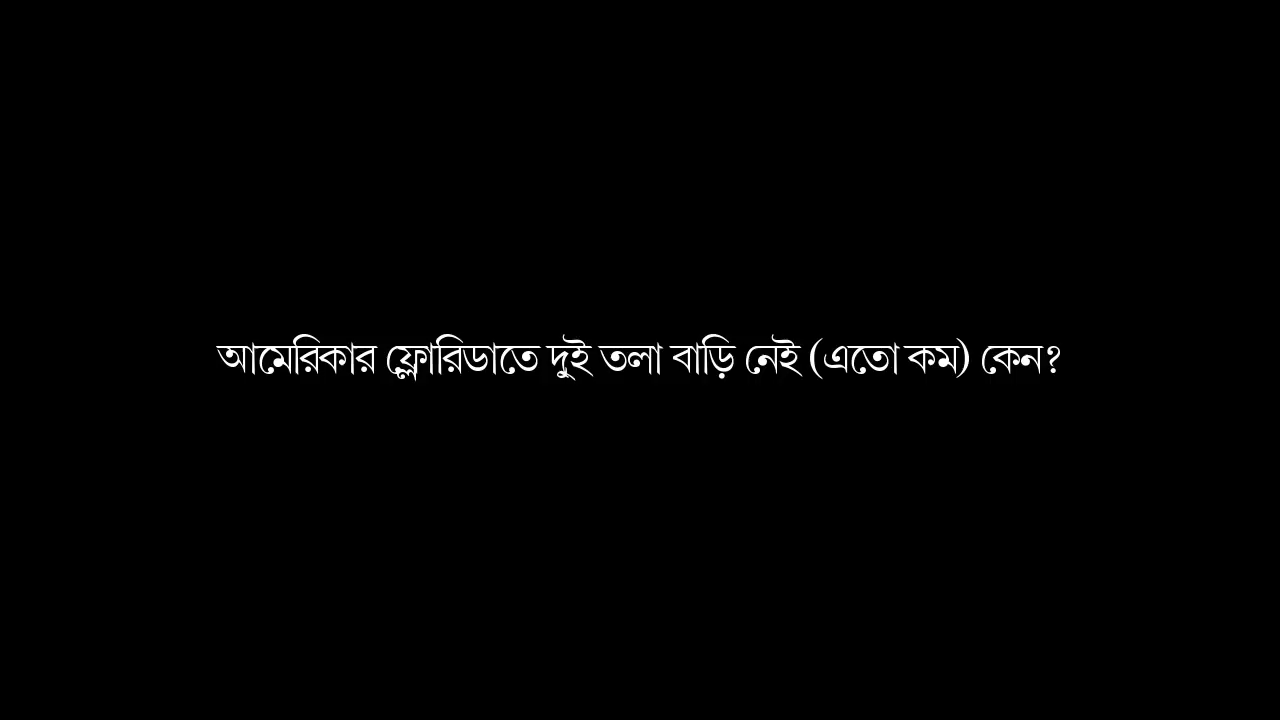 আমেরিকার ফ্লোরিডাতে দুই তলা বাড়ি নেই (এতো কম) কেন?